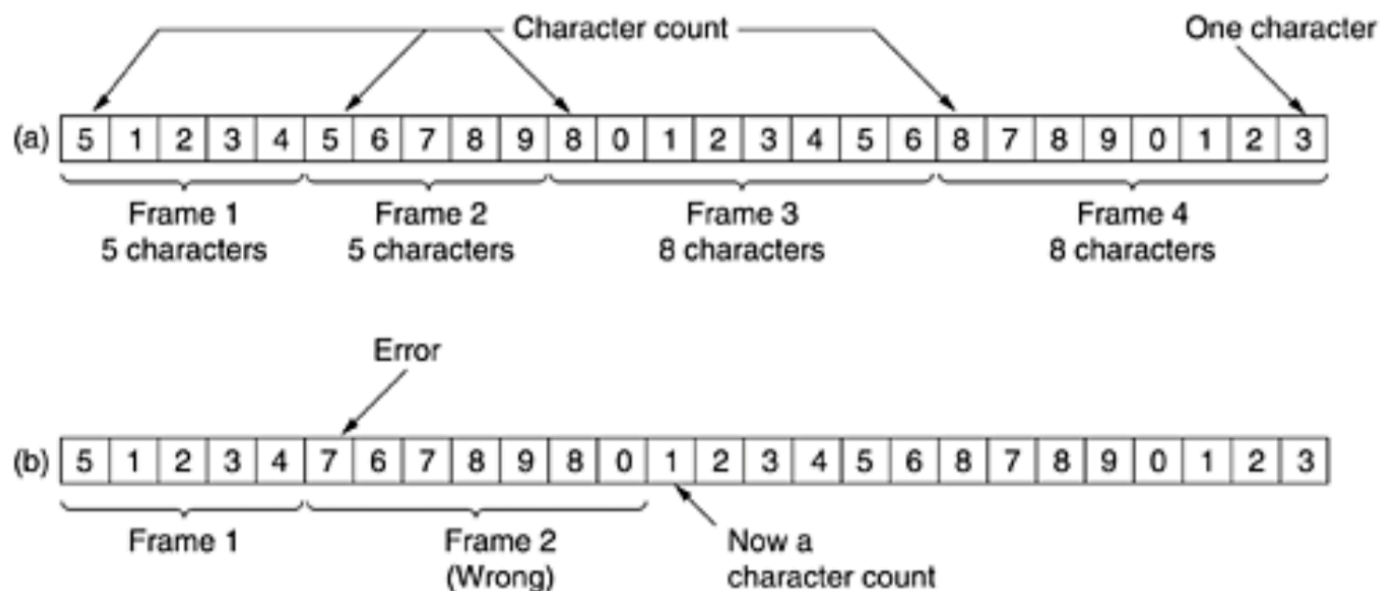 Character count
One character
(a) 5 1 2 3 4 5 6 7 8 9 8 0 1 2 3 4 5 6 8 7 8 9 0 1 2 3
Frame 1 Frame 2 Frame 3 Frame 4
5 characters 5 characters 8 characters 8 characters
Error
(b) 5 1 2 3 4 7 6 7 8 9 8 0 1 2 3 4 5 6 8 7 8 9 0 1 2 3
Frame 1 Frame 2 Now a
(Wrong) character count